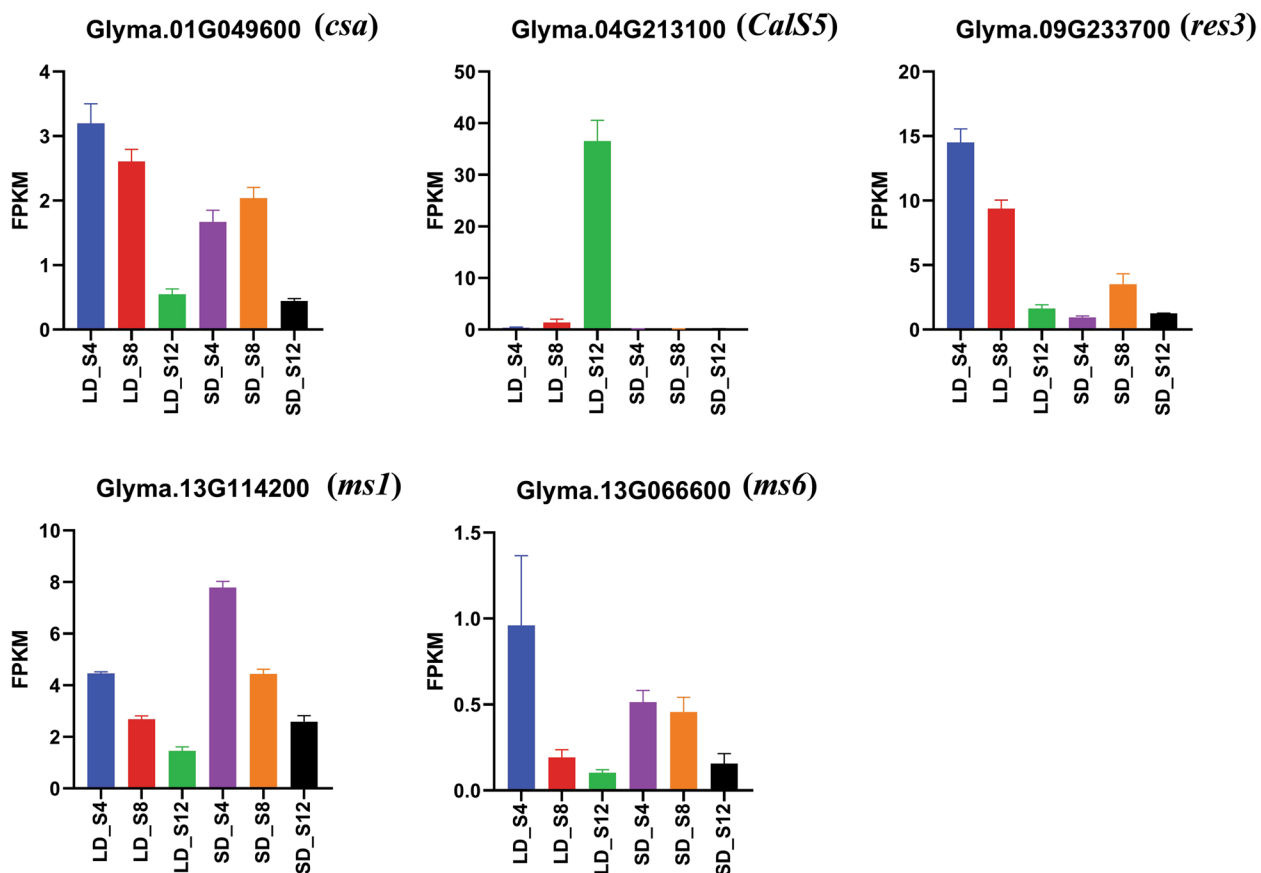 Glyma.01G049600 (csa)
4
3
2
1
0
FPKM
LD_S4
LD_S8
LD_S12
SD_S4
SD_S8
SD_S12
Glyma.04G213100 (CalS5)
50
40
30
20
10
0
FPKM
LD_S4
LD_S8
LD_S12
SD_S4
SD_S8
SD_S12
Glyma.09G233700 (res3)
20
15
10
5
0
FPKM
LD_S4
LD_S8
LD_S12
SD_S4
SD_S8
SD_S12
Glyma.13G114200 (ms1)
10
8
6
4
2
0
FPKM
LD_S4
LD_S8
LD_S12
SD_S4
SD_S8
SD_S12
Glyma.13G066600 (ms6)
1.5
1.0
0.5
0.0
FPKM
LD_S4
LD_S8
LD_S12
SD_S4
SD_S8
SD_S12